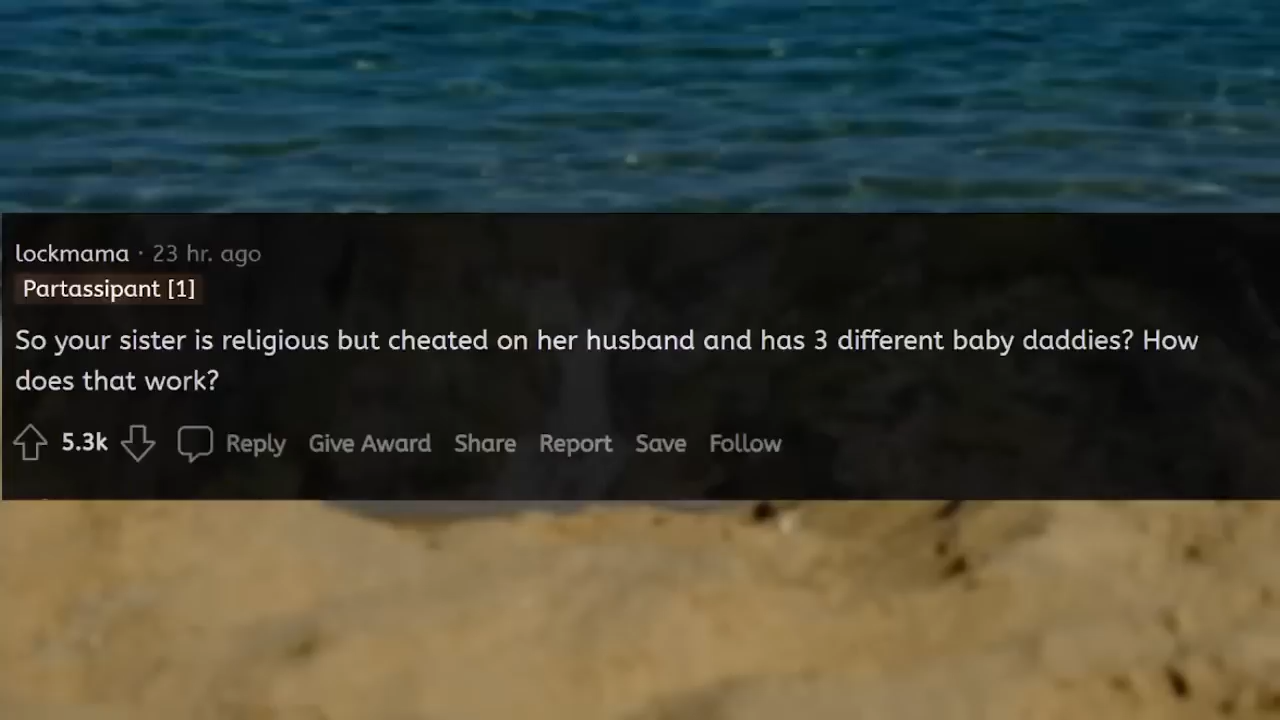 lockmama · 23 hr. ago
Partassipant [1]
So your sister is religious but cheated on her husband and has 3 different baby daddies? How
does that work?
5.3k Reply Give Award Share Report Save Follow